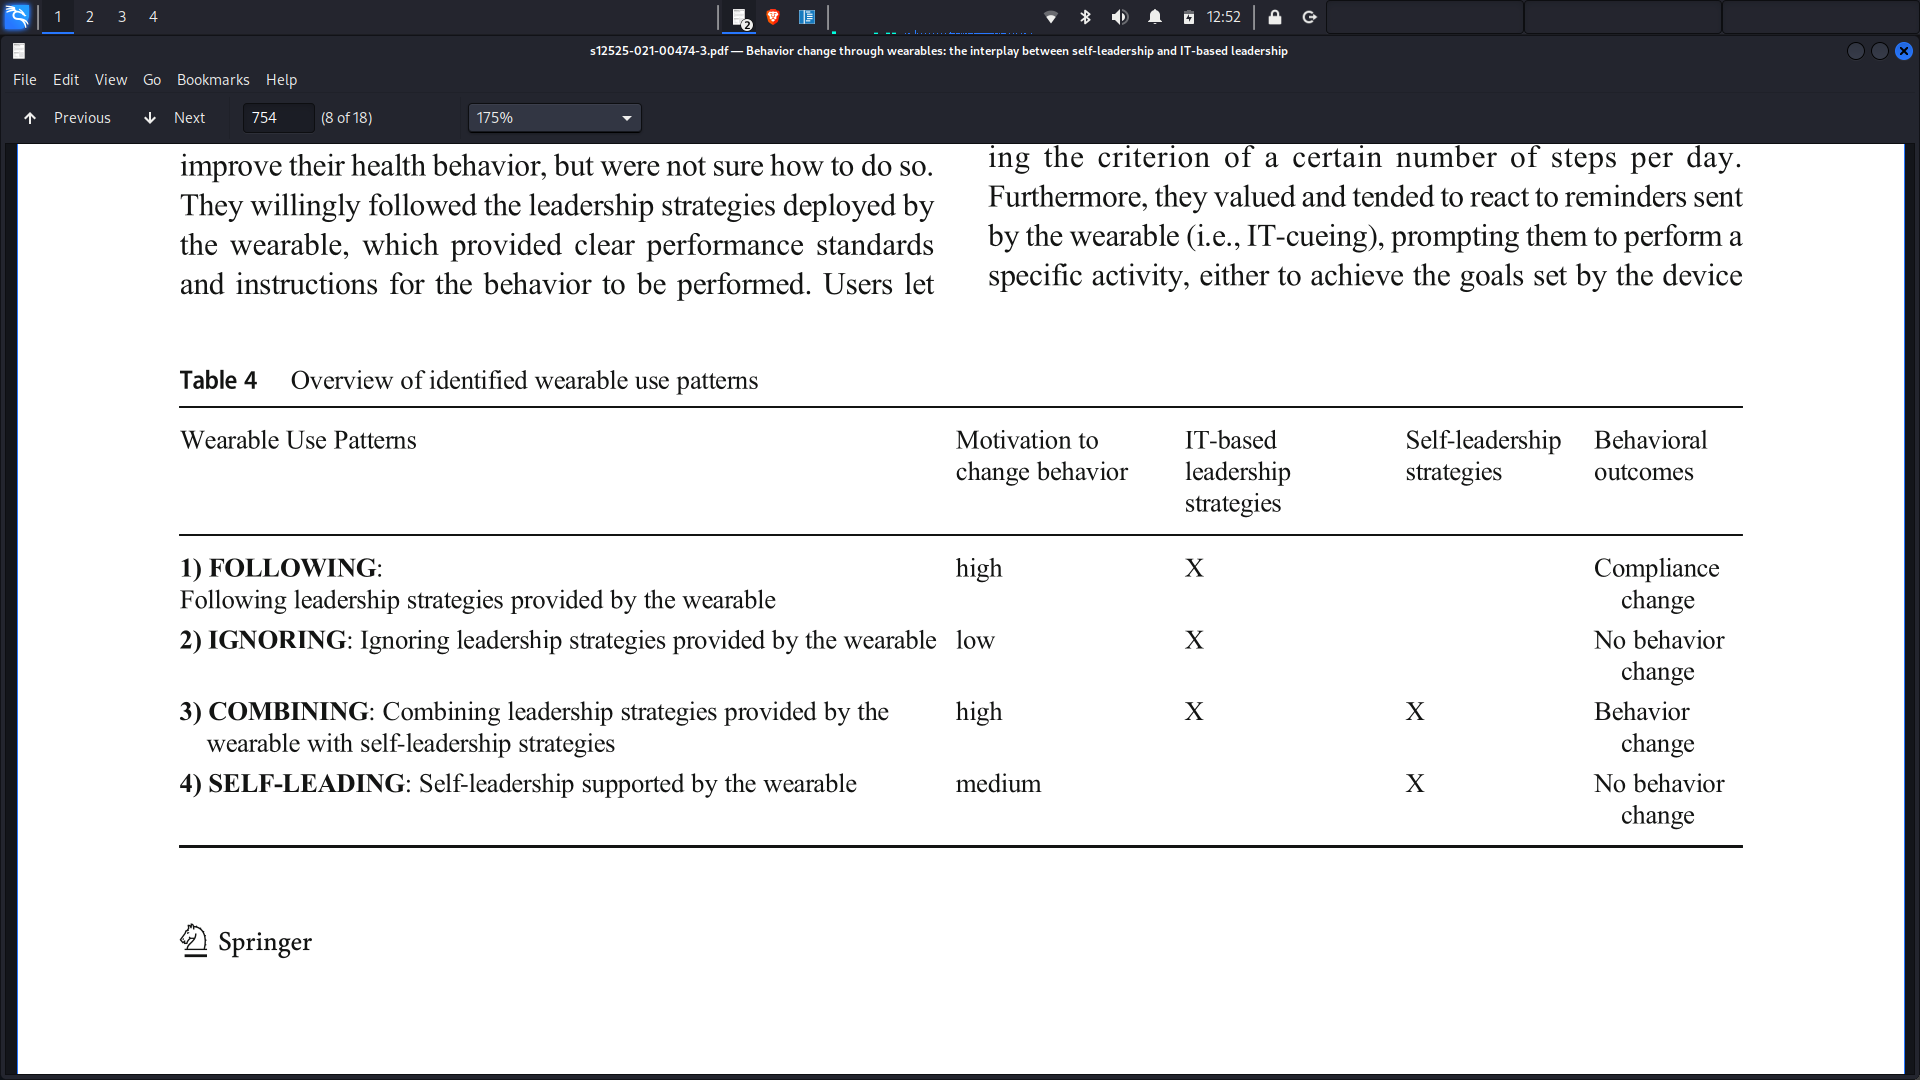 1 2 3 4
2
12:52
s12525-021-00474-3.pdf — Behavior change through wearables: the interplay between self-leadership and IT-based leadership
File Edit View Go Bookmarks Help
Previous Next 754 (8 of 18) 175%
improve their health behavior, but were not sure how to do so.
They willingly followed the leadership strategies deployed by
the wearable, which provided clear performance standards
and instructions for the behavior to be performed. Users let
ing the criterion of a certain number of steps per day.
Furthermore, they valued and tended to react to reminders sent
by the wearable (i.e., IT-cueing), prompting them to perform a
specific activity, either to achieve the goals set by the device
Table 4 Overview of identified wearable use patterns
Wearable Use Patterns
Motivation to
change behavior
IT-based
leadership
strategies
Self-leadership
strategies
Behavioral
outcomes
1) FOLLOWING:
Following leadership strategies provided by the wearable
high X
Compliance
change
2) IGNORING: Ignoring leadership strategies provided by the wearable
low X
No behavior
change
3) COMBINING: Combining leadership strategies provided by the
wearable with self-leadership strategies
high X X
Behavior
change
4) SELF-LEADING: Self-leadership supported by the wearable
medium X
No behavior
change
Springer